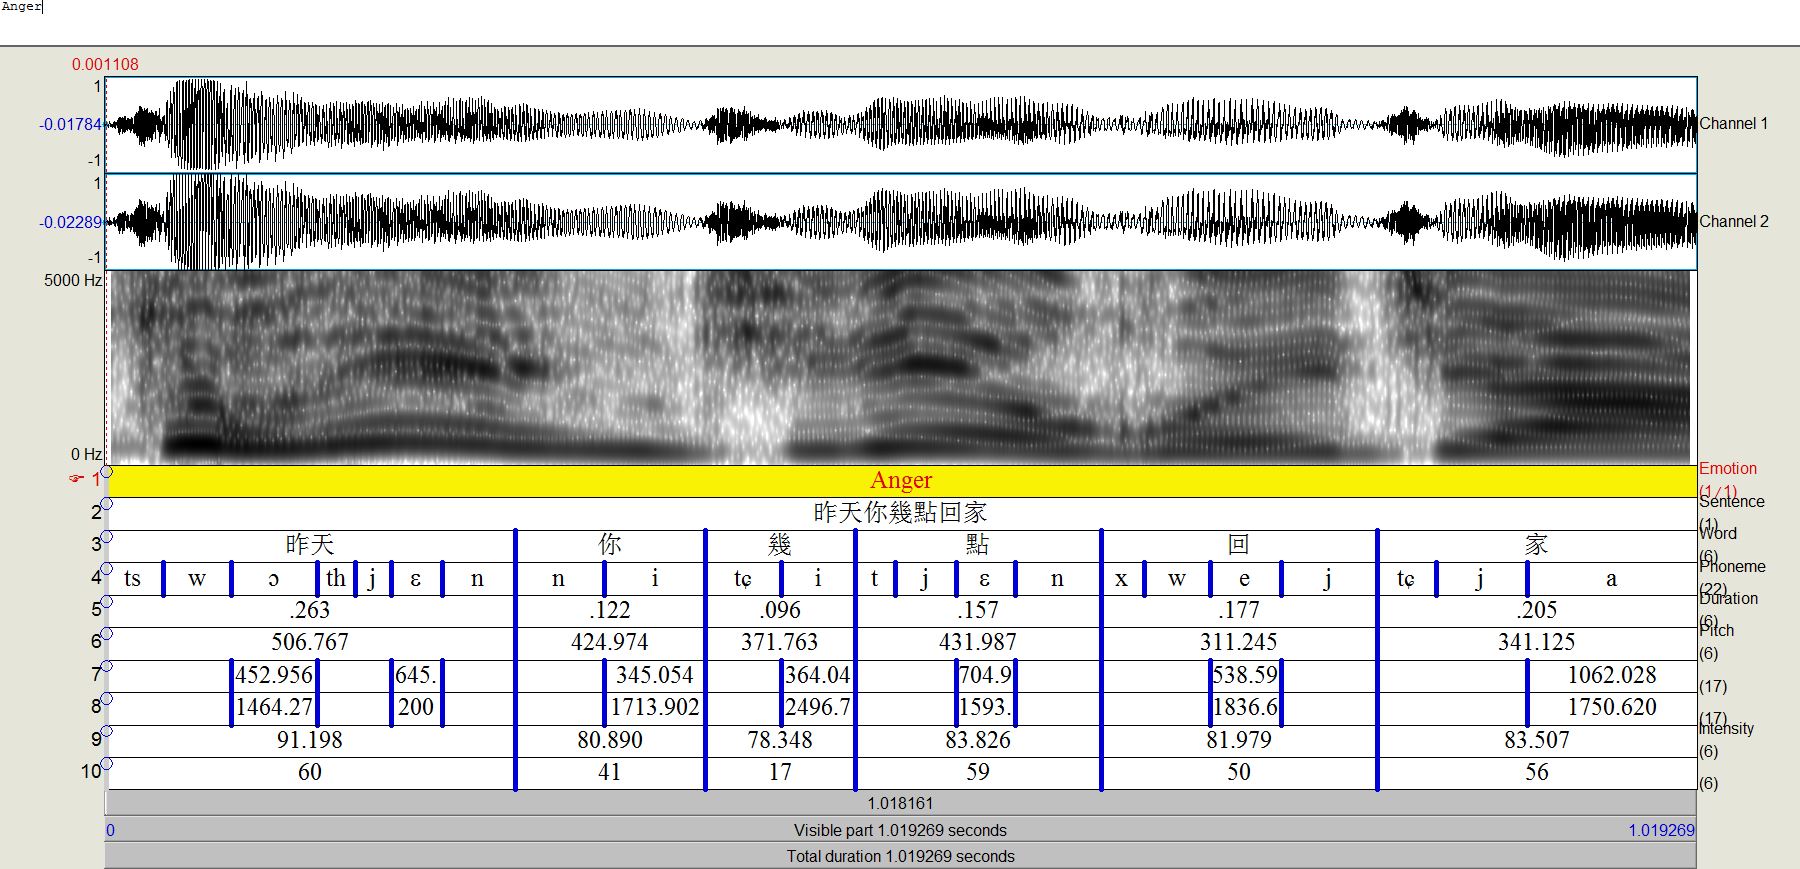 Anger
0.001108
1
-0.01784
-1
Channel 1
1
-0.02289
-1
Channel 2
5000 Hz
0 Hz
1 Anger Emotion (1/1)
2 昨天你幾點回家 Sentence (1)
3 昨天 你 幾 點 回 家 Word (6)
4 ts w ɔ th j ɛ n n i tɕ i t j ɛ n x w e j tɕ j a Phoneme (22)
5 .263 .122 .096 .157 .177 .205 Duration (6)
6 506.767 424.974 371.763 431.987 311.245 341.125 Pitch (6)
7 452.956 645. 345.054 364.04 704.9 538.59 1062.028 (17)
8 1464.27 200 1713.902 2496.7 1593. 1836.6 1750.620 (17)
9 91.198 80.890 78.348 83.826 81.979 83.507 Intensity (6)
10 60 41 17 59 50 56 (6)
1.018161
0 Visible part 1.019269 seconds 1.019269
Total duration 1.019269 seconds